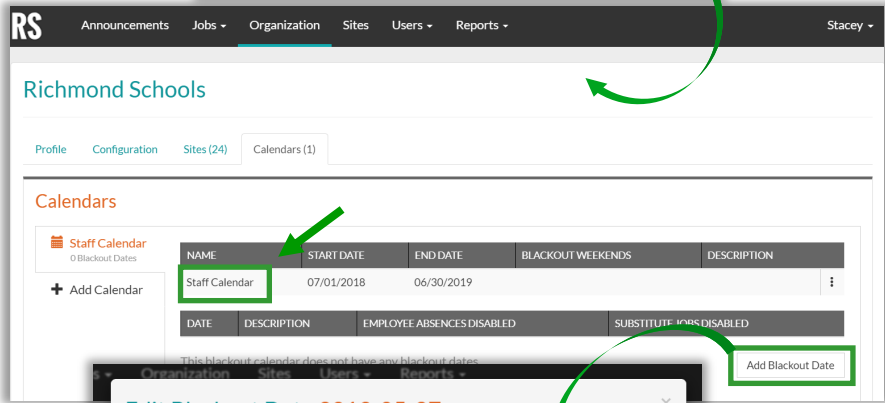 RS Announcements Jobs Organization Sites Users Reports Stacey
Richmond Schools
Profile Configuration Sites (24) Calendars (1)
Calendars
Staff Calendar
0 Blackout Dates
Add Calendar
NAME START DATE END DATE BLACKOUT WEEKENDS DESCRIPTION
Staff Calendar 07/01/2018 06/30/2019
DATE DESCRIPTION EMPLOYEE ABSENCES DISABLED SUBSTITUTE JOBS DISABLED
This blackout calendar does not have any blackout dates
Add Blackout Date
Organization Sites Users Reports
Edit Blackout Date